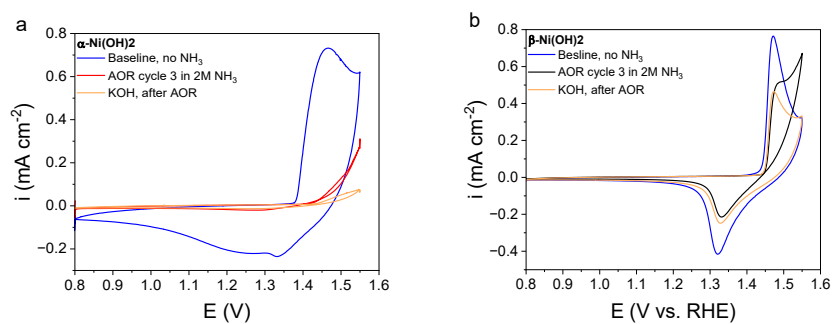 a
α-Ni(OH)2
Baseline, no NH₃
AOR cycle 3 in 2M NH₃
KOH, after AOR
i (mA cm⁻²)
0.8
0.6
0.4
0.2
0.0
−0.2
0.8 0.9 1.0 1.1 1.2 1.3 1.4 1.5 1.6
E (V)
b
β-Ni(OH)2
Besline, no NH₃
AOR cycle 3 in 2M NH₃
KOH, after AOR
i (mA cm⁻²)
0.8
0.6
0.4
0.2
0.0
−0.2
−0.4
0.8 0.9 1.0 1.1 1.2 1.3 1.4 1.5 1.6
E (V vs. RHE)